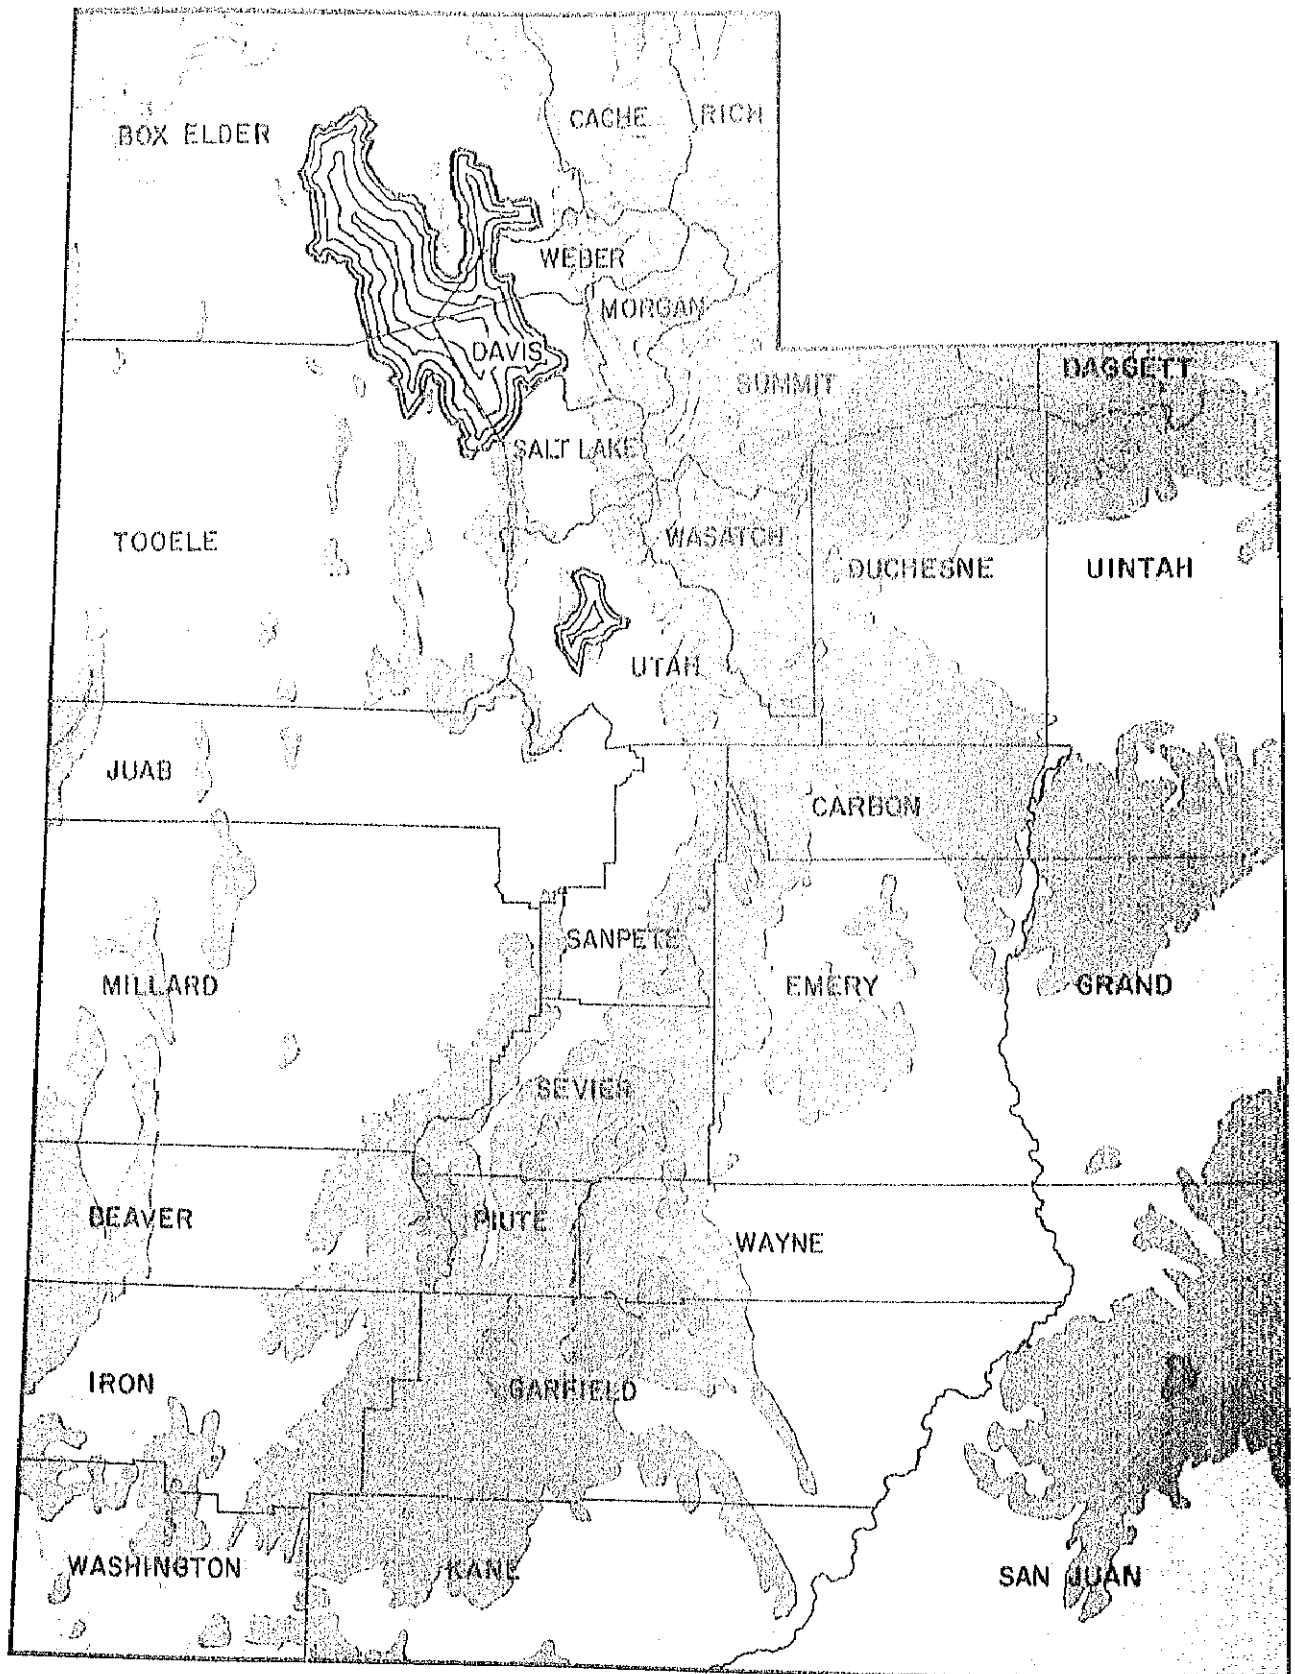 BOX ELDER
CACHE
RICH
WEBER
MORGAN
DAVIS
SUMMIT
DAGGETT
SALT LAKE
TOOELE
WASATCH
DUCHESNE
UINTAH
UTAH
JUAB
CARBON
SANPETE
MILLARD
EMERY
GRAND
SEVIER
BEAVER
PIUTE
WAYNE
IRON
GARFIELD
WASHINGTON
KANE
SAN JUAN